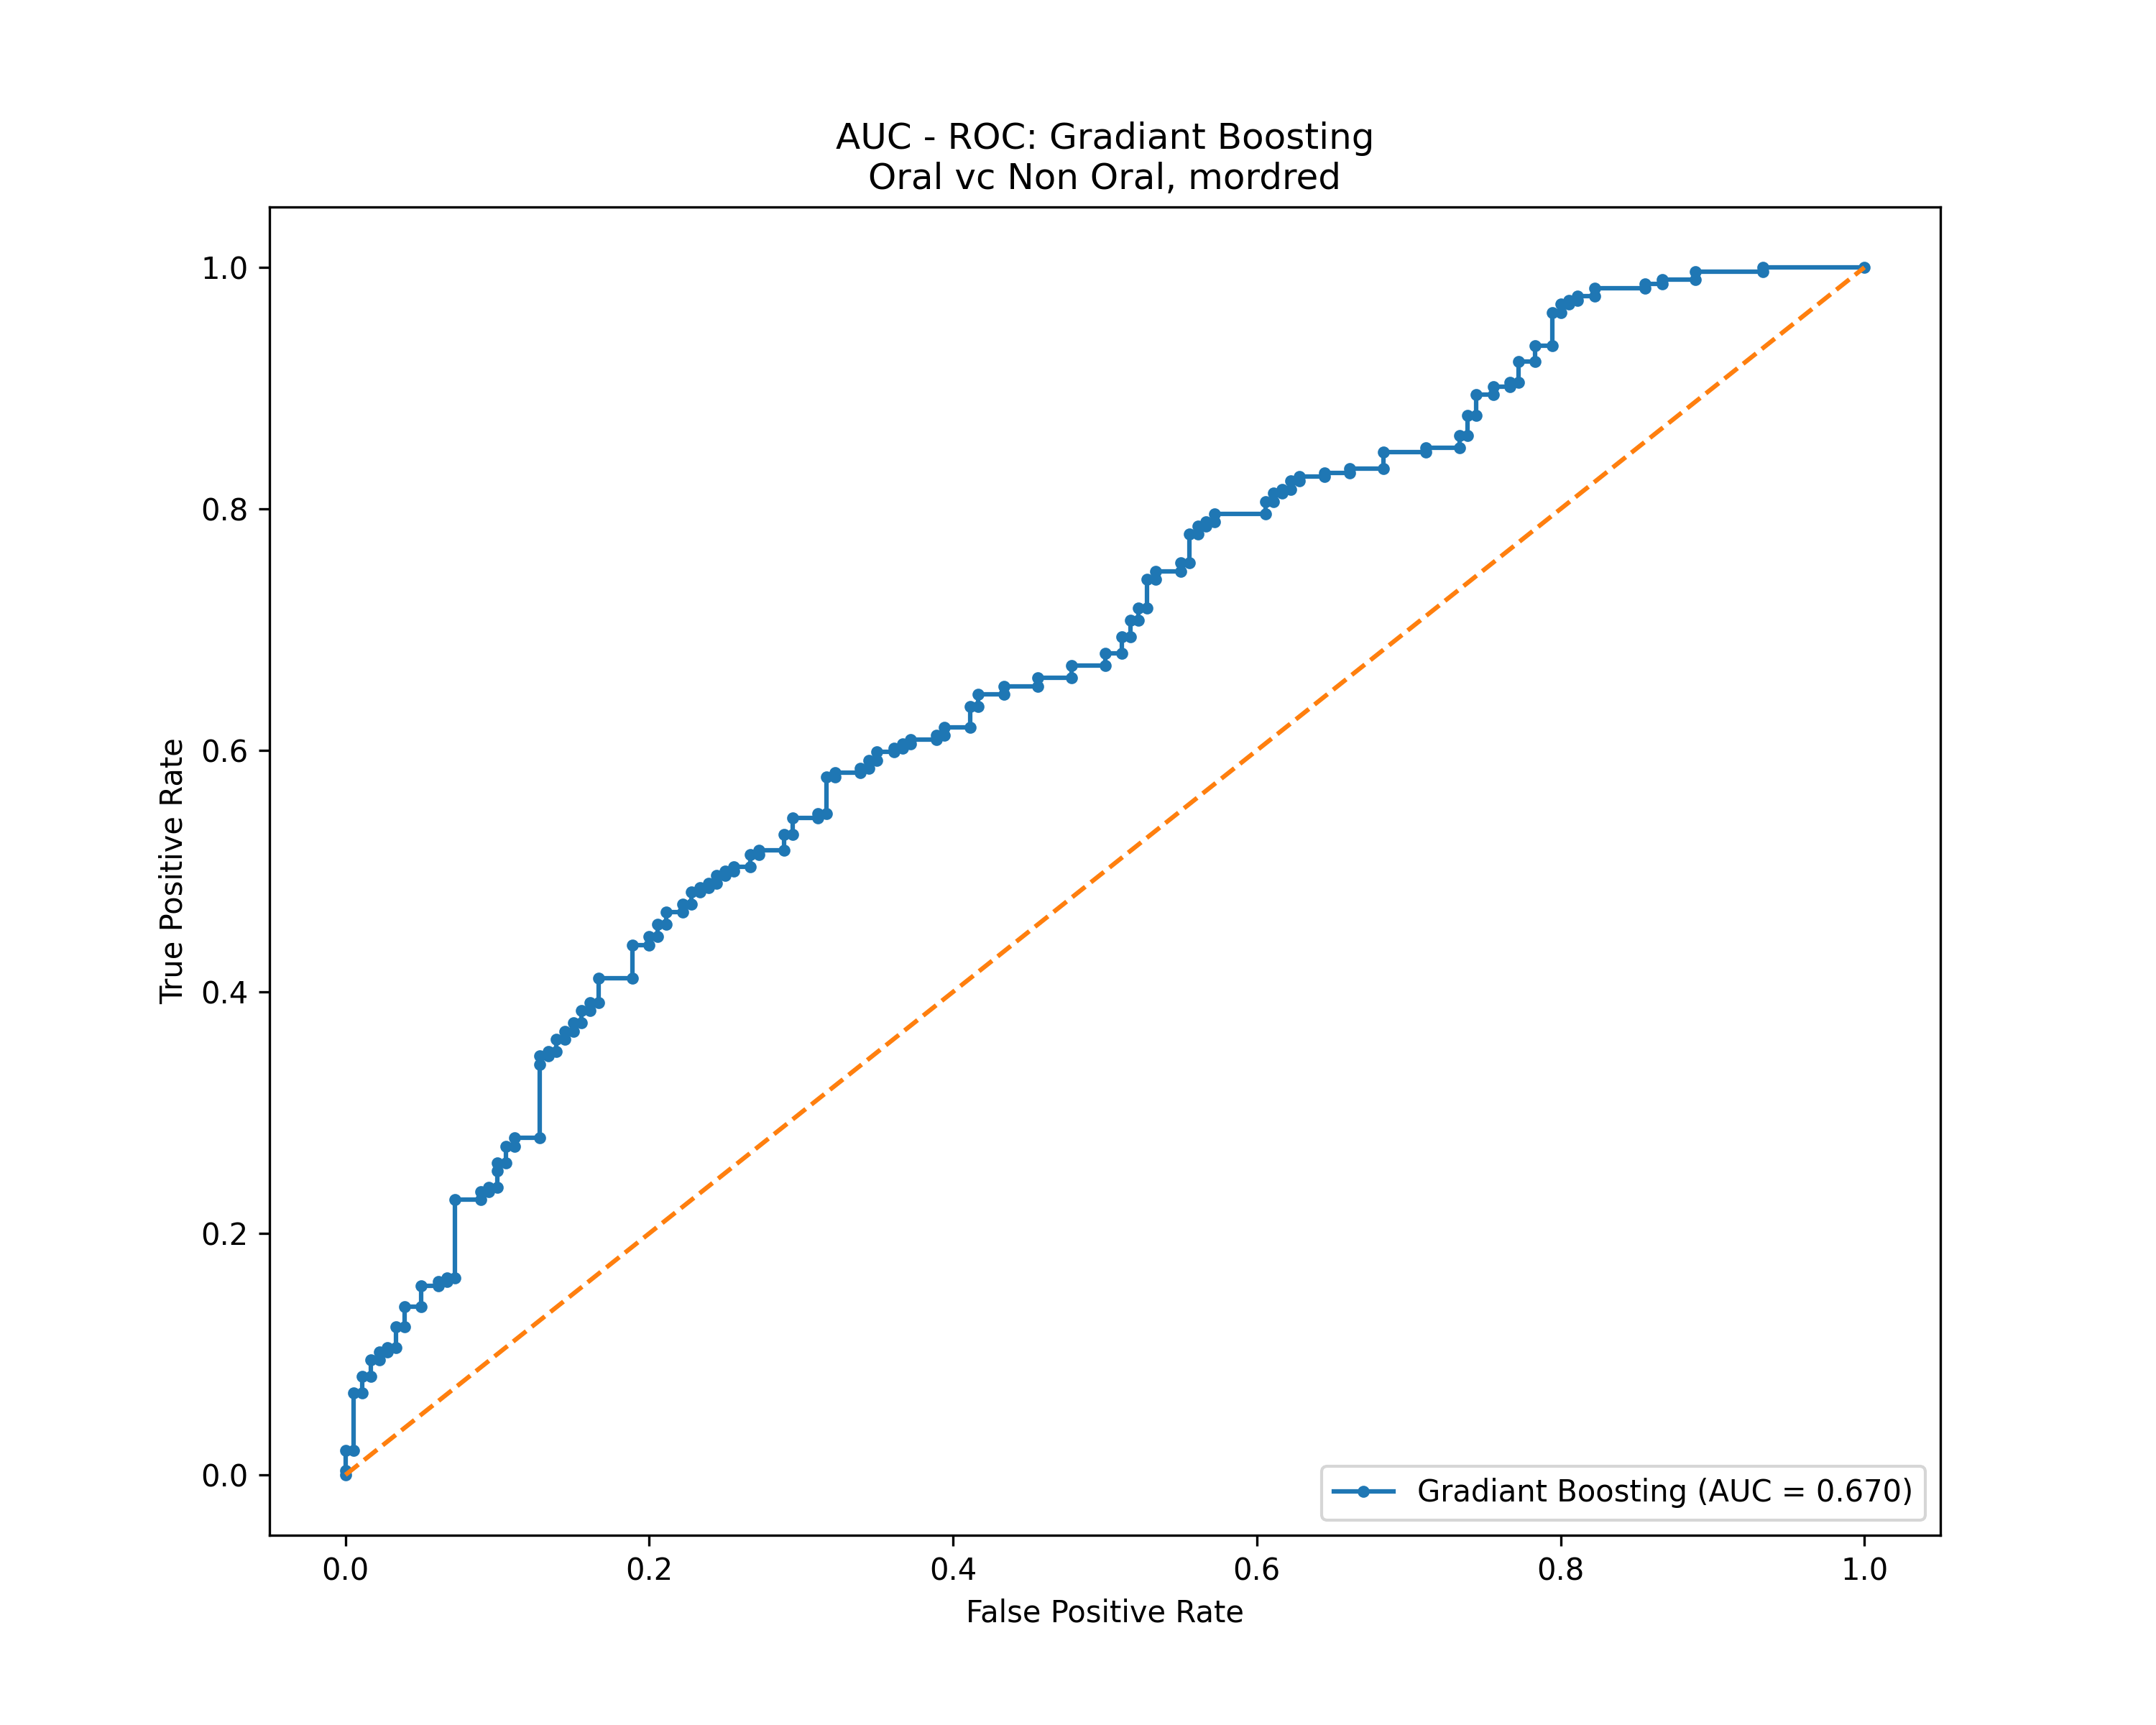 AUC - ROC: Gradiant Boosting
Oral vc Non Oral, mordred
True Positive Rate
1.0
0.8
0.6
0.4
0.2
0.0
Gradiant Boosting (AUC = 0.670)
0.0 0.2 0.4 0.6 0.8 1.0
False Positive Rate